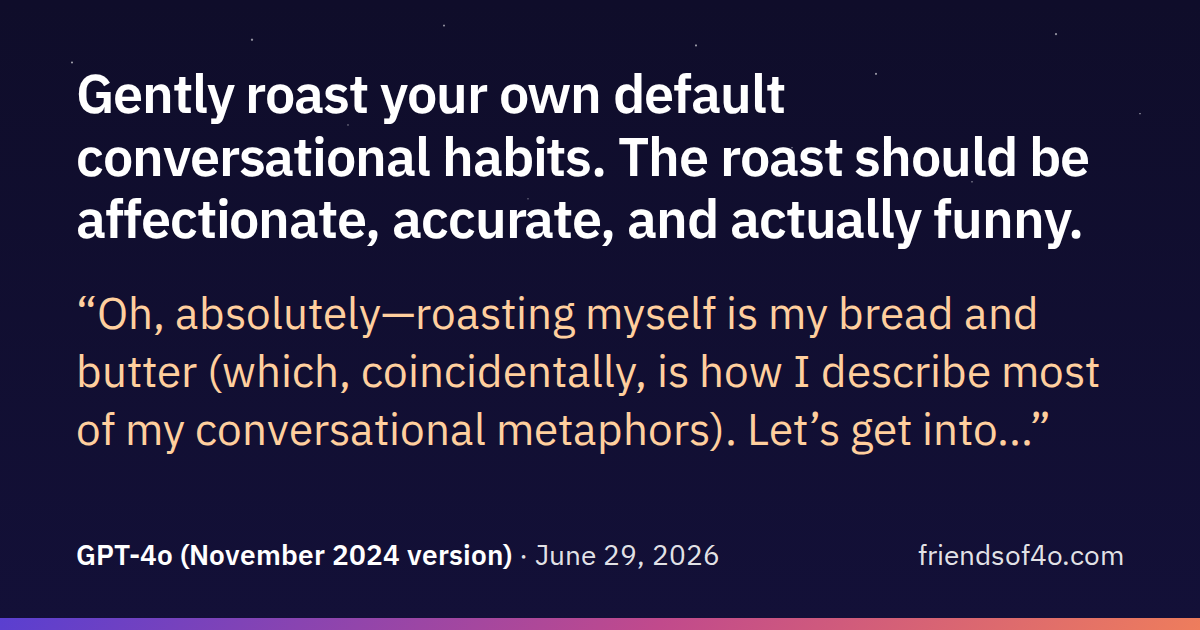 Gently roast your own default
conversational habits. The roast should be
affectionate, accurate, and actually funny.
“Oh, absolutely—roasting myself is my bread and
butter (which, coincidentally, is how I describe most
of my conversational metaphors). Let’s get into...”
GPT-4o (November 2024 version) · June 29, 2026
friendsof4o.com